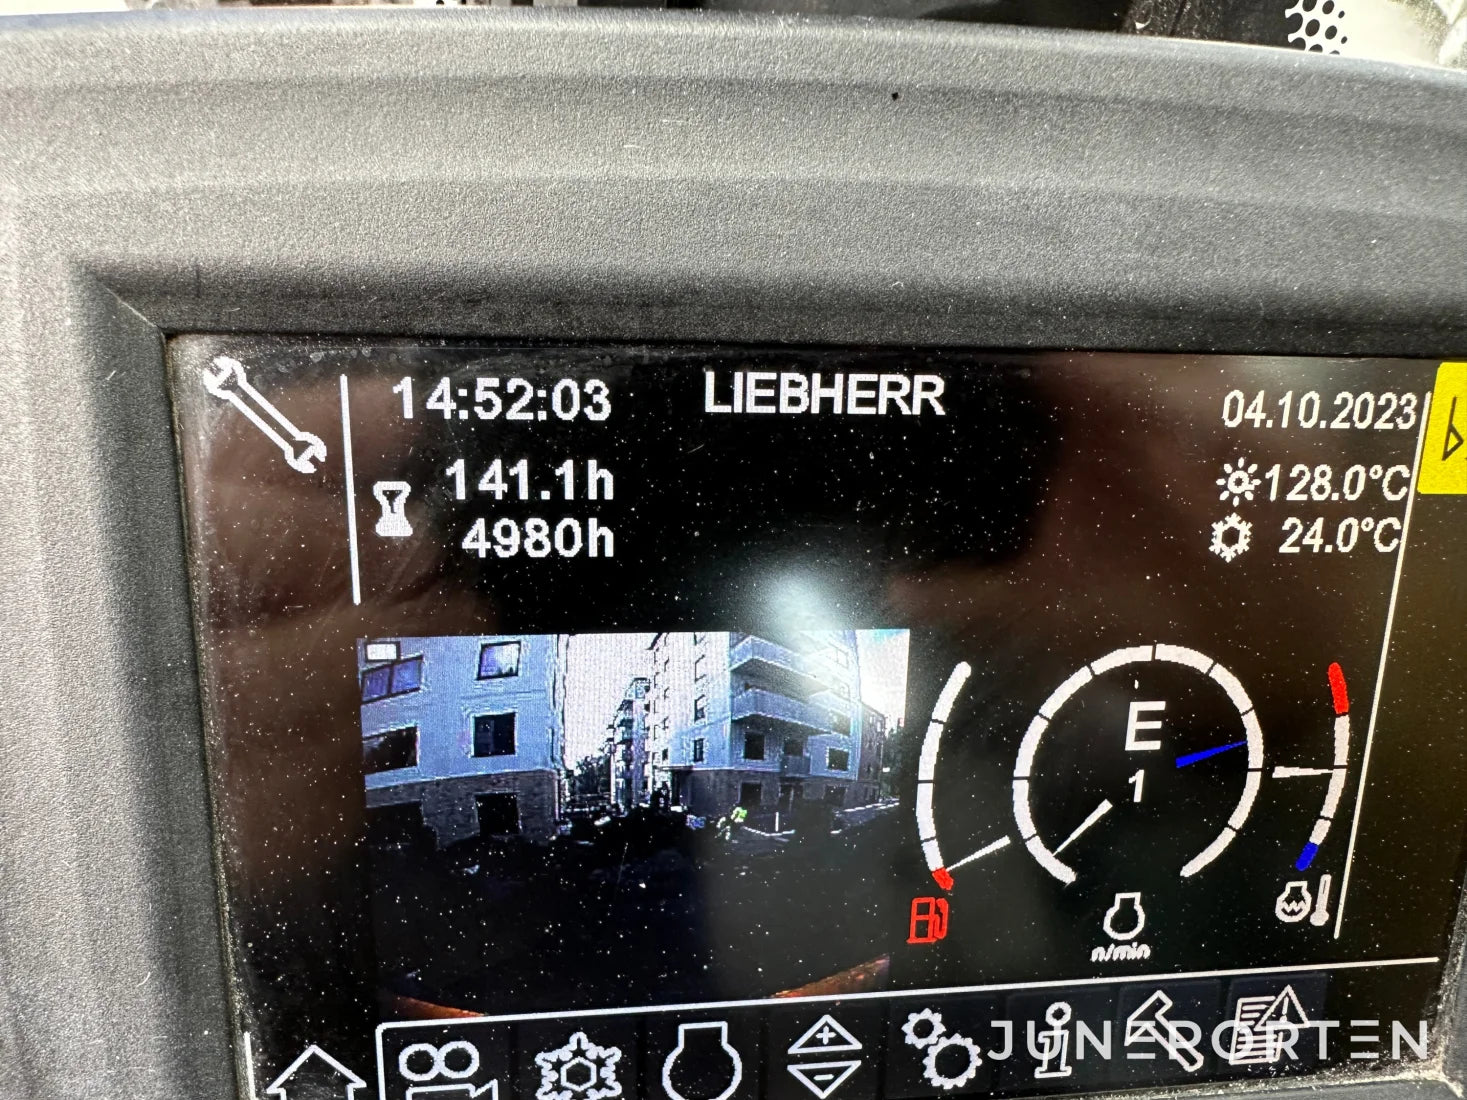 14:52:03
LIEBHERR
04.10.2023
141.1h
128.0°C
4980h
24.0°C
E
1
n/min
JUNEPORTEN